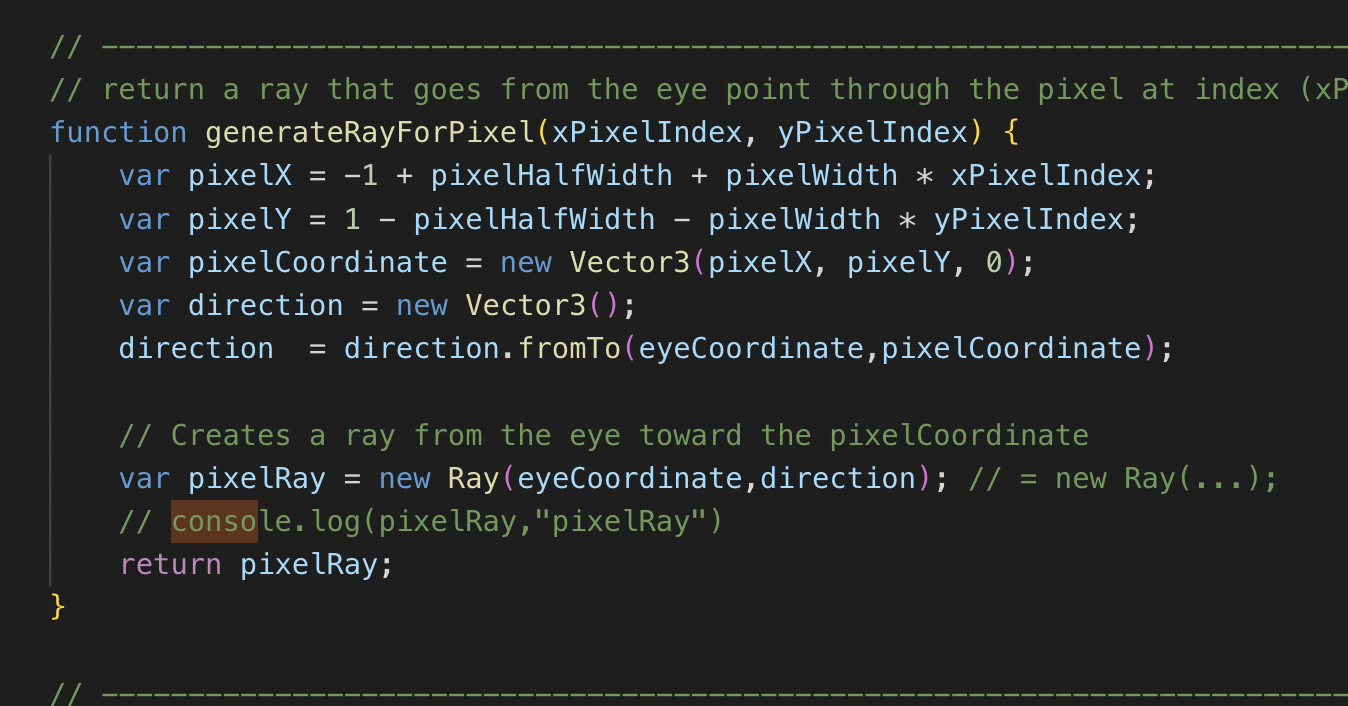 // ------------------------------------------------------------------------
// return a ray that goes from the eye point through the pixel at index (xP
function generateRayForPixel(xPixelIndex, yPixelIndex) {
    var pixelX = -1 + pixelHalfWidth + pixelWidth * xPixelIndex;
    var pixelY = 1 - pixelHalfWidth - pixelWidth * yPixelIndex;
    var pixelCoordinate = new Vector3(pixelX, pixelY, 0);
    var direction = new Vector3();
    direction  = direction.fromTo(eyeCoordinate,pixelCoordinate);
    // Creates a ray from the eye toward the pixelCoordinate
    var pixelRay = new Ray(eyeCoordinate,direction); // = new Ray(...);
    // console.log(pixelRay,"pixelRay")
    return pixelRay;
}
// ------------------------------------------------------------------------